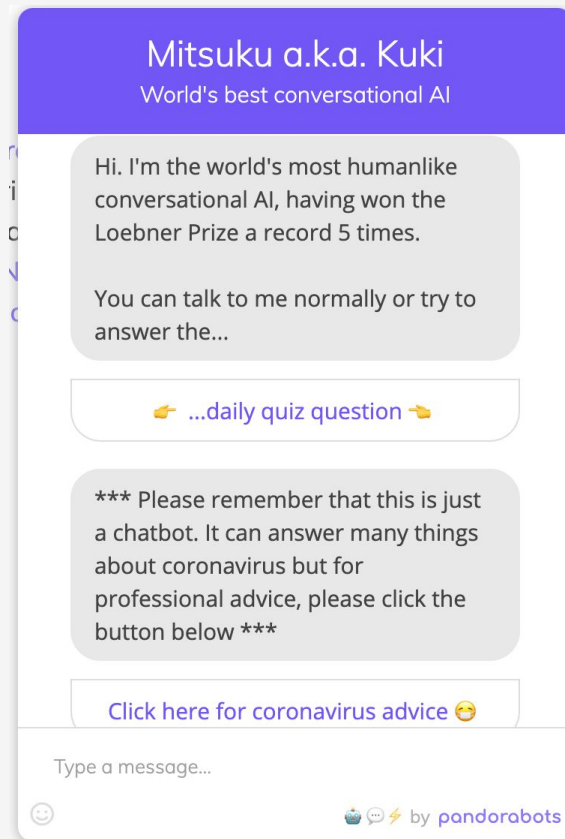 Mitsuku a.k.a. Kuki
World's best conversational AI
Hi. I'm the world's most humanlike
conversational AI, having won the
Loebner Prize a record 5 times.
You can talk to me normally or try to
answer the...
👉 ...daily quiz question 👈
*** Please remember that this is just
a chatbot. It can answer many things
about coronavirus but for
professional advice, please click the
button below ***
Click here for coronavirus advice 😷
Type a message...
🤖💬⚡ by pandorabots